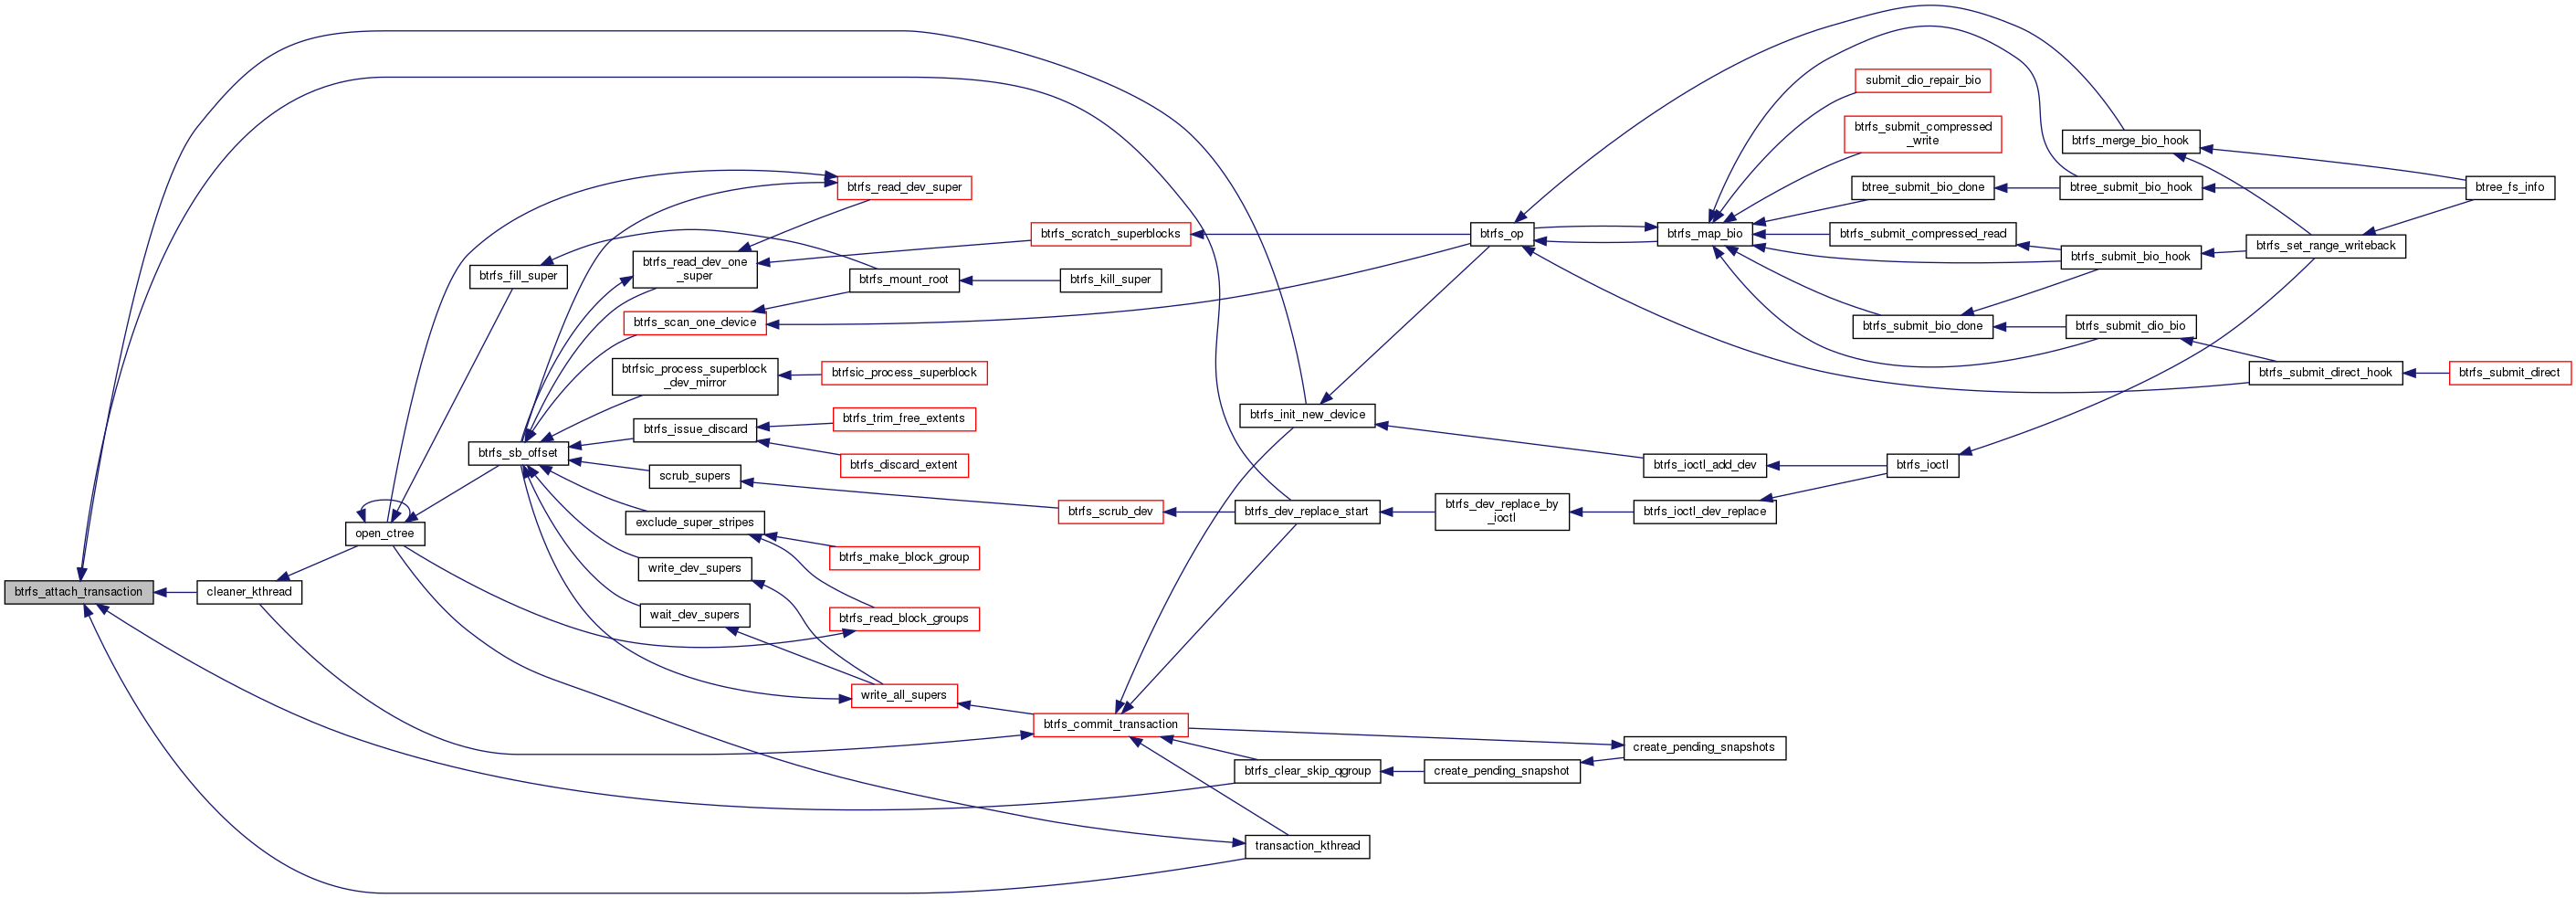 btrfs_attach_transaction
cleaner_kthread
open_ctree
btrfs_fill_super
btrfs_sb_offset
btrfs_read_dev_super
btrfs_read_dev_one
_super
btrfs_scan_one_device
btrfsic_process_superblock
_dev_mirror
btrfs_issue_discard
scrub_supers
exclude_super_stripes
write_dev_supers
wait_dev_supers
btrfs_mount_root
btrfsic_process_superblock
btrfs_trim_free_extents
btrfs_discard_extent
btrfs_make_block_group
btrfs_read_block_groups
write_all_supers
btrfs_scratch_superblocks
btrfs_kill_super
btrfs_scrub_dev
btrfs_commit_transaction
btrfs_init_new_device
btrfs_dev_replace_start
btrfs_clear_skip_qgroup
transaction_kthread
btrfs_op
btrfs_dev_replace_by
_ioctl
create_pending_snapshot
btrfs_map_bio
btrfs_ioctl_add_dev
btrfs_ioctl_dev_replace
create_pending_snapshots
submit_dio_repair_bio
btrfs_submit_compressed
_write
btree_submit_bio_done
btrfs_submit_compressed_read
btrfs_submit_bio_done
btrfs_ioctl
btrfs_merge_bio_hook
btree_submit_bio_hook
btrfs_submit_bio_hook
btrfs_submit_dio_bio
btrfs_set_range_writeback
btrfs_submit_direct_hook
btree_fs_info
btrfs_submit_direct